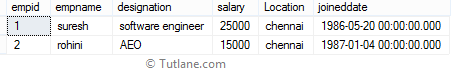 empid empname designation salary Location joineddate
1 suresh software engineer 25000 chennai 1986-05-20 00:00:00.000
2 rohini AEO 15000 chennai 1987-01-04 00:00:00.000
© Tutlane.com